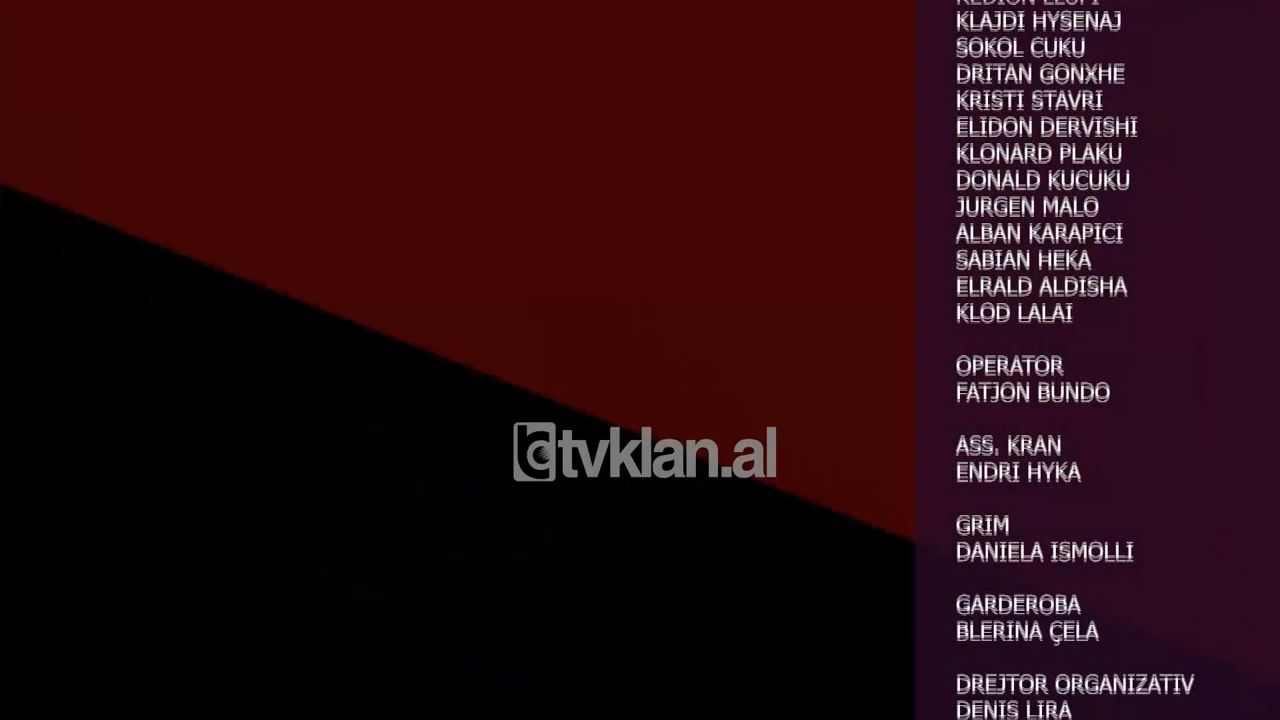 KLAJDI HYSENAJ
SOKOL CUKU
DRITAN GONXHE
KRISTI STAVRI
ELIDON DERVISHI
KLONARD PLAKU
DONALD KUCUKU
JURGEN MALO
ALBAN KARAPICI
SABIAN HEKA
ELRALD ALDISHA
KLOD LALAI
OPERATOR
FATJON BUNDO
ASS. KRAN
ENDRI HYKA
GRIM
DANIELA ISMOLLI
GARDEROBA
BLERINA ÇELA
DREJTOR ORGANIZATIV
DENIS LIRA
tvklan.al